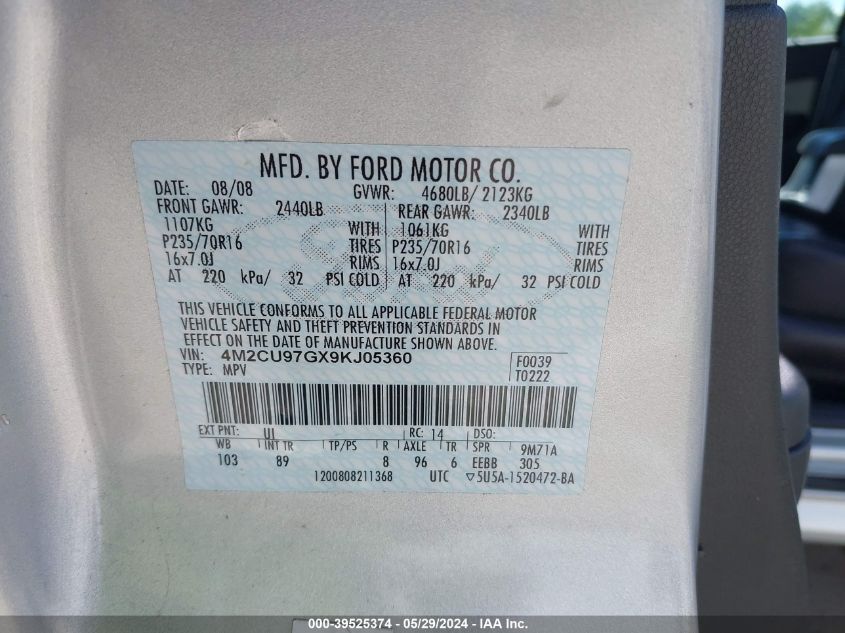 MFD. BY FORD MOTOR CO.
DATE: 08/08 GVWR: 4680LB/ 2123KG
FRONT GAWR: 2440LB REAR GAWR: 2340LB
1107KG WITH 1061KG WITH
P235/70R16 TIRES P235/70R16 TIRES
16x7.0J RIMS 16x7.0J RIMS
AT 220 kPa/ 32 PSI COLD AT 220 kPa/ 32 PSI COLD
THIS VEHICLE CONFORMS TO ALL APPLICABLE FEDERAL MOTOR
VEHICLE SAFETY AND THEFT PREVENTION STANDARDS IN
EFFECT ON THE DATE OF MANUFACTURE SHOWN ABOVE.
VIN: 4M2CU97GX9KJ05360 F0039
TYPE: MPV T0222
EXT PNT: UI RC: 14 DSO:
WB INT TR TP/PS R AXLE TR SPR 9M71A
103 89 8 96 6 EEBB 305
1200808211368 UTC ▽5U5A-1520472-BA
000-39525374 - 05/29/2024 - IAA Inc.